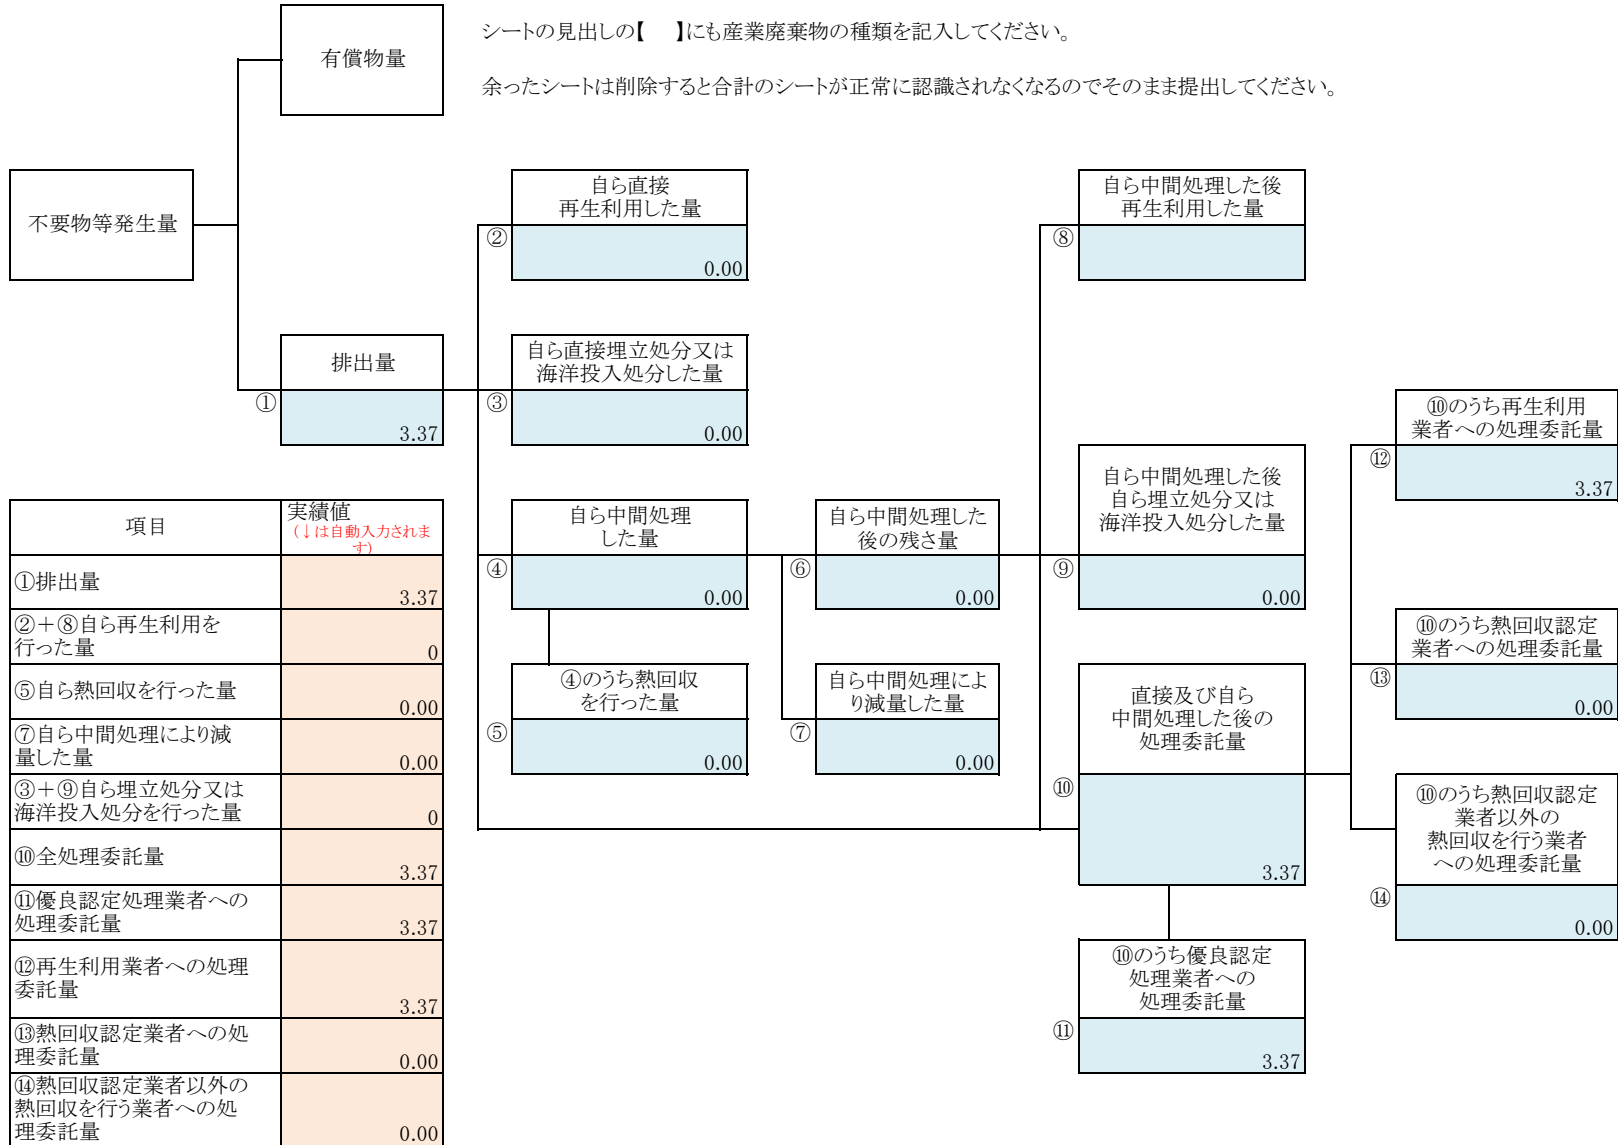 シートの見出しの【　】にも産業廃棄物の種類を記入してください。
余ったシートは削除すると合計のシートが正常に認識されなくなるのでそのまま提出してください。
有償物量
不要物等発生量
自ら直接
再生利用した量
②
0.00
自ら中間処理した後
再生利用した量
⑧
排出量
①
3.37
自ら直接埋立処分又は
海洋投入処分した量
③
0.00
⑩のうち再生利用
業者への処理委託量
⑫
3.37
自ら中間処理
した量
④
0.00
自ら中間処理した
後の残さ量
⑥
0.00
自ら中間処理した後
自ら埋立処分又は
海洋投入処分した量
⑨
0.00
⑩のうち熱回収認定
業者への処理委託量
⑬
0.00
④のうち熱回収
を行った量
⑤
0.00
自ら中間処理によ
り減量した量
⑦
0.00
直接及び自ら
中間処理した後の
処理委託量
⑩
3.37
⑩のうち熱回収認定
業者以外の
熱回収を行う業者
への処理委託量
⑭
0.00
⑩のうち優良認定
処理業者への
処理委託量
⑪
3.37
項目
実績値
(↓は自動入力されま
す)
①排出量
3.37
②＋⑧自ら再生利用を
行った量
0
⑤自ら熱回収を行った量
0.00
⑦自ら中間処理により減
量した量
0.00
③＋⑨自ら埋立処分又は
海洋投入処分を行った量
0
⑩全処理委託量
3.37
⑪優良認定処理業者への
処理委託量
3.37
⑫再生利用業者への処理
委託量
3.37
⑬熱回収認定業者への処
理委託量
0.00
⑭熱回収認定業者以外の
熱回収を行う業者への処
理委託量
0.00